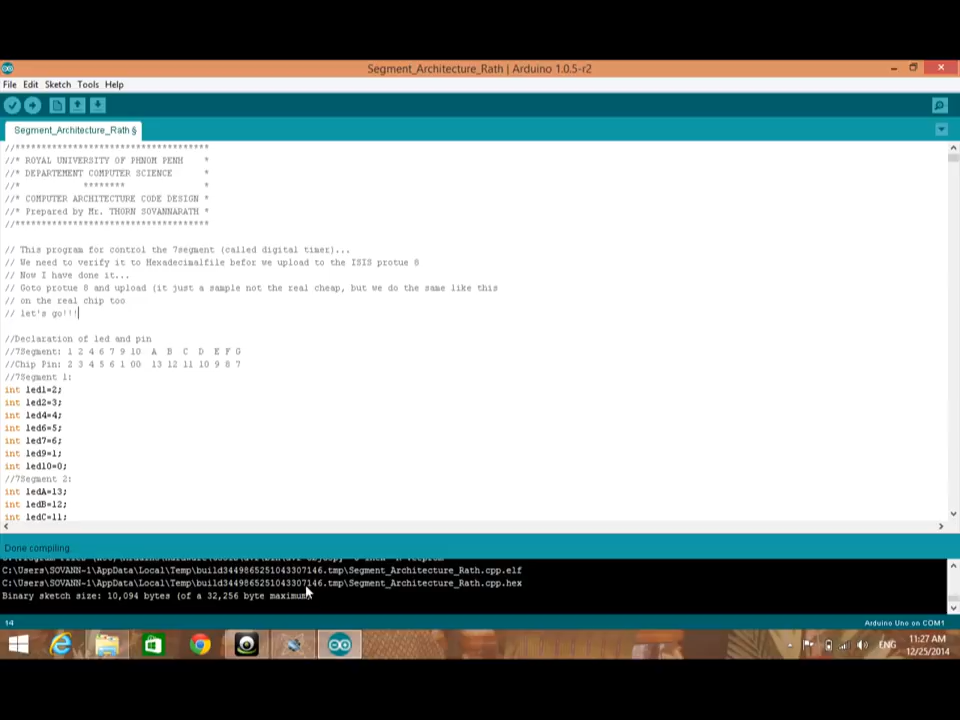 Segment_Architecture_Rath | Arduino 1.0.5-r2
File Edit Sketch Tools Help
Segment_Architecture_Rath §
//************************************
//* ROYAL UNIVERSITY OF PHNOM PENH *
//* DEPARTEMENT COMPUTER SCIENCE *
//* ******** *
//* COMPUTER ARCHITECTURE CODE DESIGN *
//* Prepared by Mr. THORN SOVANNARATH *
//************************************
// This program for control the 7segment (called digital timer)...
// We need to verify it to Hexadecimalfile befor we upload to the ISIS protue 8
// Now I have done it...
// Goto protue 8 and upload (it just a sample not the real cheap, but we do the same like this
// on the real chip too
// let's go!!!
//Declaration of led and pin
//7Segment: 1 2 4 6 7 9 10 A B C D E F G
//Chip Pin: 2 3 4 5 6 1 00 13 12 11 10 9 8 7
//7Segment 1:
int led1=2;
int led2=3;
int led4=4;
int led6=5;
int led7=6;
int led9=1;
int led10=0;
//7Segment 2:
int ledA=13;
int ledB=12;
int ledC=11;
Done compiling.
C:\Users\SOVANN~1\AppData\Local\Temp\build3449865251043307146.tmp\Segment_Architecture_Rath.cpp.elf
C:\Users\SOVANN~1\AppData\Local\Temp\build3449865251043307146.tmp\Segment_Architecture_Rath.cpp.hex
Binary sketch size: 10,094 bytes (of a 32,256 byte maximum)
14 Arduino Uno on COM1
ENG 11:27 AM
12/25/2014